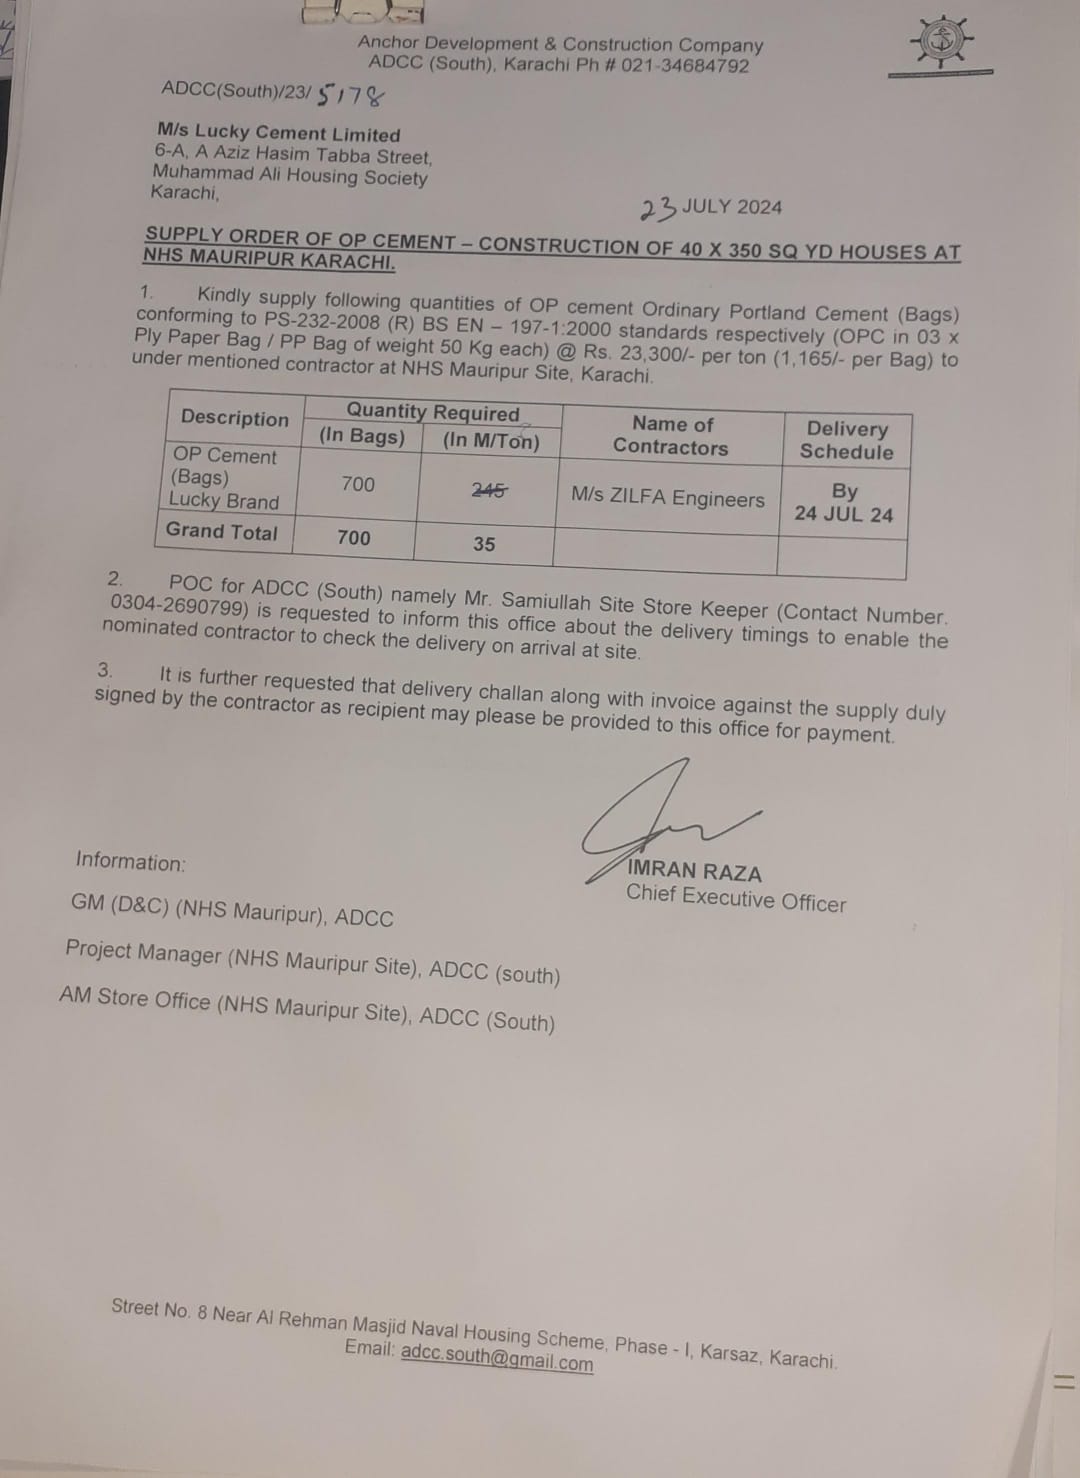 Anchor Development & Construction Company
ADCC (South), Karachi Ph # 021-34684792
ADCC(South)/23/ 5178
M/s Lucky Cement Limited
6-A, A Aziz Hasim Tabba Street,
Muhammad Ali Housing Society
Karachi,
23 JULY 2024
SUPPLY ORDER OF OP CEMENT – CONSTRUCTION OF 40 X 350 SQ YD HOUSES AT
NHS MAURIPUR KARACHI.
1. Kindly supply following quantities of OP cement Ordinary Portland Cement (Bags)
conforming to PS-232-2008 (R) BS EN – 197-1:2000 standards respectively (OPC in 03 x
Ply Paper Bag / PP Bag of weight 50 Kg each) @ Rs. 23,300/- per ton (1,165/- per Bag) to
under mentioned contractor at NHS Mauripur Site, Karachi.
Description
Quantity Required
(In Bags) (In M/Ton)
Name of
Contractors
Delivery
Schedule
OP Cement
(Bags)
Lucky Brand
700
245
M/s ZILFA Engineers
By
24 JUL 24
Grand Total 700 35
2. POC for ADCC (South) namely Mr. Samiullah Site Store Keeper (Contact Number.
0304-2690799) is requested to inform this office about the delivery timings to enable the
nominated contractor to check the delivery on arrival at site.
3. It is further requested that delivery challan along with invoice against the supply duly
signed by the contractor as recipient may please be provided to this office for payment.
IMRAN RAZA
Chief Executive Officer
Information:
GM (D&C) (NHS Mauripur), ADCC
Project Manager (NHS Mauripur Site), ADCC (south)
AM Store Office (NHS Mauripur Site), ADCC (South)
Street No. 8 Near Al Rehman Masjid Naval Housing Scheme, Phase - I, Karsaz, Karachi.
Email: adcc.south@gmail.com